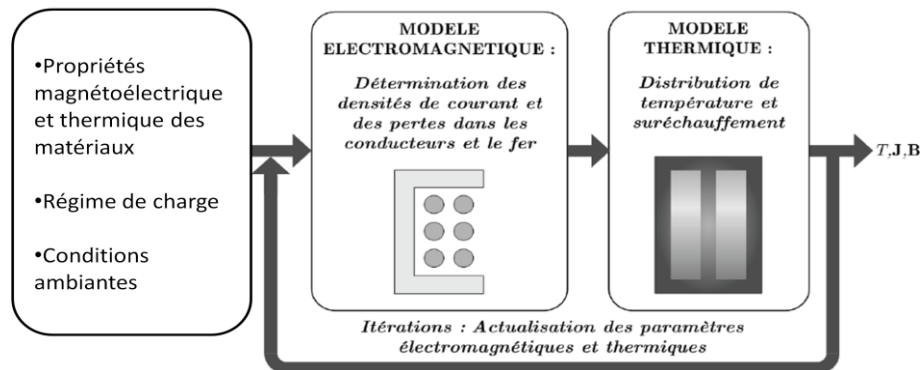 •Propriétés
magnétoélectrique
et thermique des
matériaux
•Régime de charge
•Conditions
ambiantes
MODELE
ELECTROMAGNETIQUE :
Détermination des
densités de courant et
des pertes dans les
conducteurs et le fer
MODELE
THERMIQUE :
Distribution de
température et
suréchauffement
T,J,B
Itérations : Actualisation des paramètres
électromagnétiques et thermiques